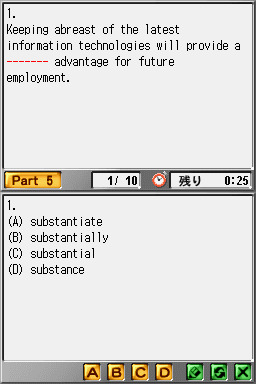 1.
Keeping abreast of the latest
information technologies will provide a
------- advantage for future
employment.
Part 5
1/ 10
残り 0:25
1.
(A) substantiate
(B) substantially
(C) substantial
(D) substance
A B C D